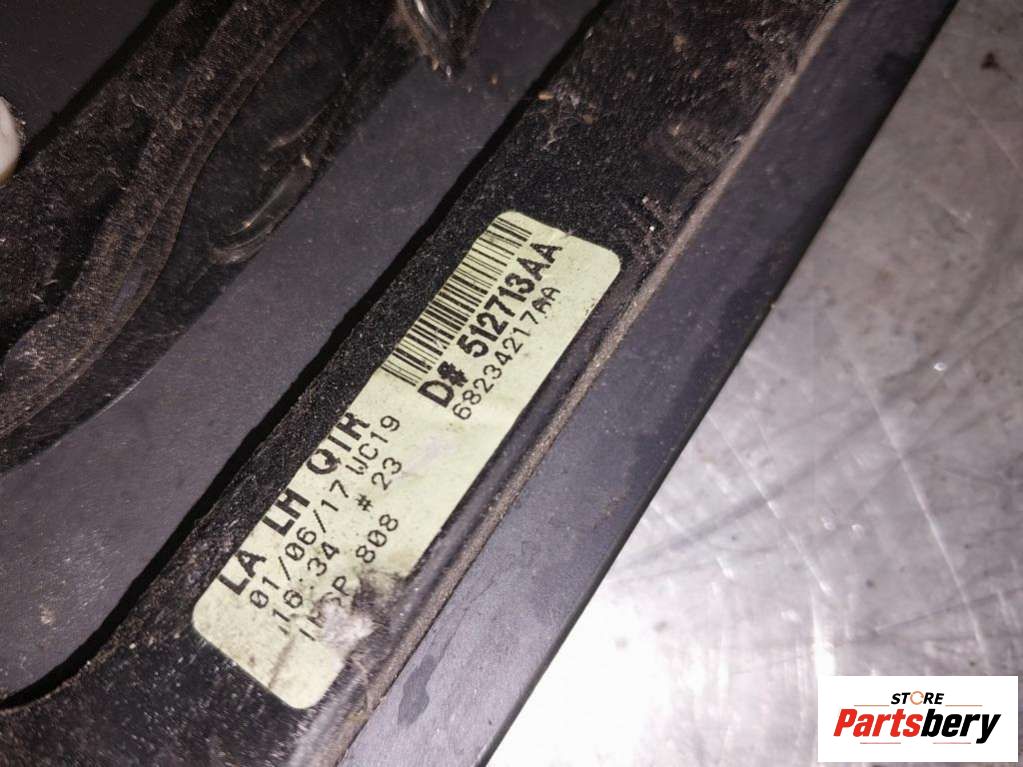 D# 512713AA
68234217AA
LA LH QTR
01/06/17 WC19
16:34 # 23
808
STORE
Partsbery